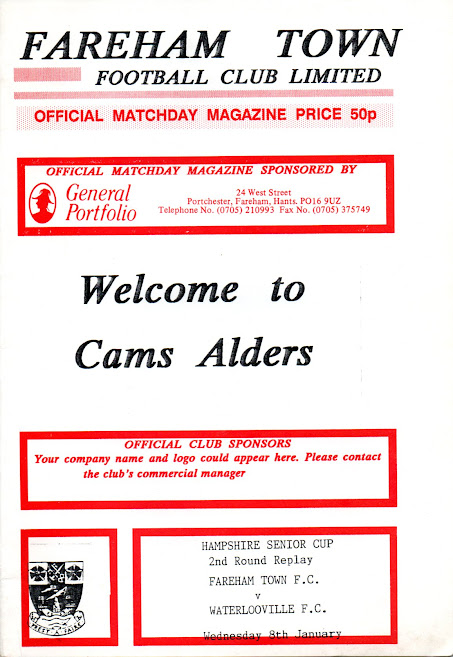 FAREHAM TOWN
FOOTBALL CLUB LIMITED
OFFICIAL MATCHDAY MAGAZINE PRICE 50p
OFFICIAL MATCHDAY MAGAZINE SPONSORED BY
General
Portfolio
24 West Street
Portchester, Fareham, Hants. PO16 9UZ
Telephone No. (0705) 210993 Fax No. (0705) 375749
Welcome to
Cams Alders
OFFICIAL CLUB SPONSORS
Your company name and logo could appear here. Please contact
the club's commercial manager
HAMPSHIRE SENIOR CUP
2nd Round Replay
FAREHAM TOWN F.C.
v
WATERLOOVILLE F.C.
Wednesday 8th January